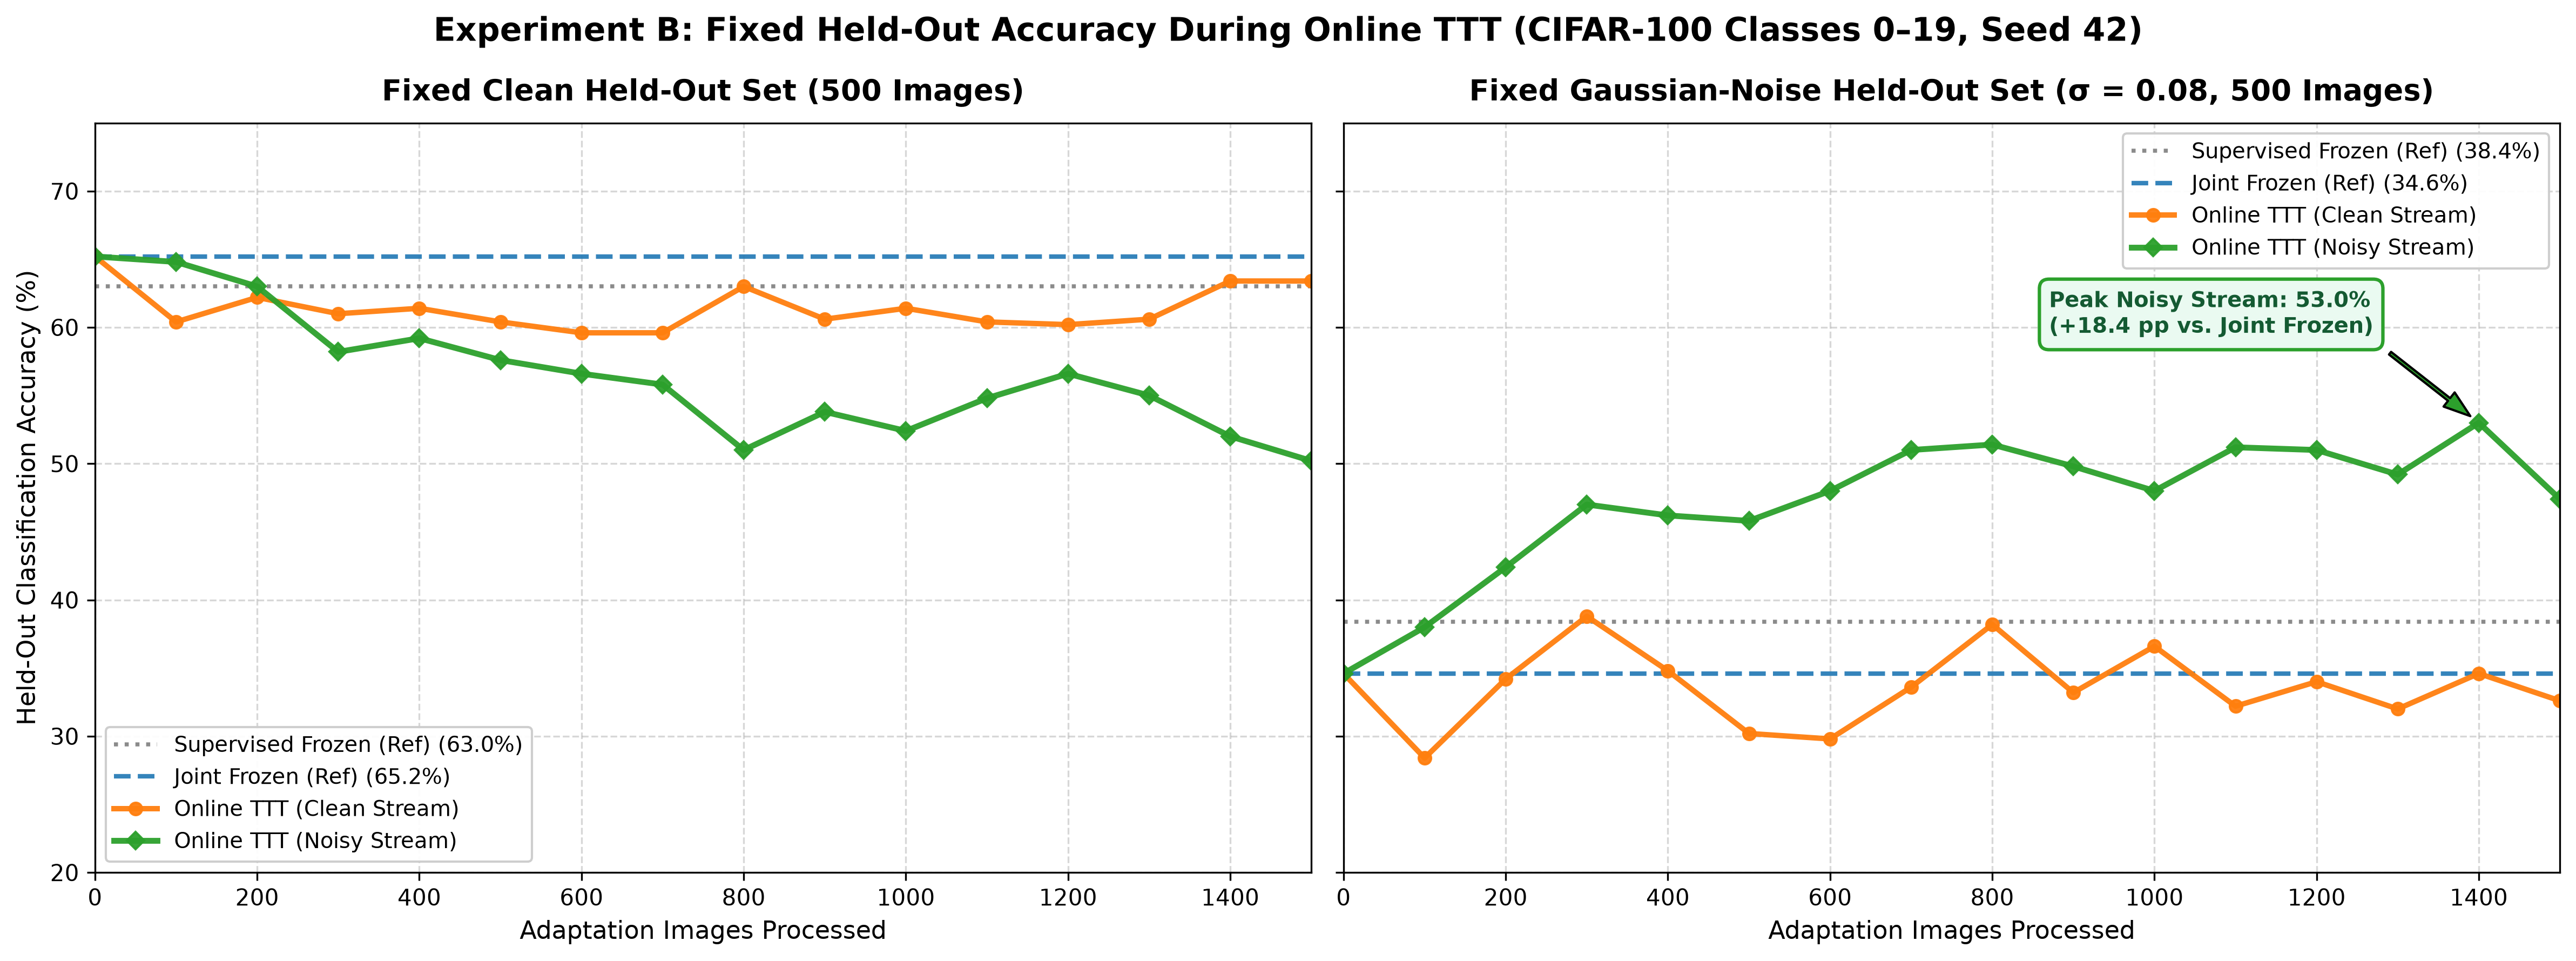 Experiment B: Fixed Held-Out Accuracy During Online TTT (CIFAR-100 Classes 0–19, Seed 42)
Fixed Clean Held-Out Set (500 Images)
Held-Out Classification Accuracy (%)
70
60
50
40
30
20
Supervised Frozen (Ref) (63.0%)
Joint Frozen (Ref) (65.2%)
Online TTT (Clean Stream)
Online TTT (Noisy Stream)
0
200
400
600
800
1000
1200
1400
Adaptation Images Processed
Fixed Gaussian-Noise Held-Out Set (σ = 0.08, 500 Images)
Supervised Frozen (Ref) (38.4%)
Joint Frozen (Ref) (34.6%)
Online TTT (Clean Stream)
Online TTT (Noisy Stream)
Peak Noisy Stream: 53.0%
(+18.4 pp vs. Joint Frozen)
0
200
400
600
800
1000
1200
1400
Adaptation Images Processed